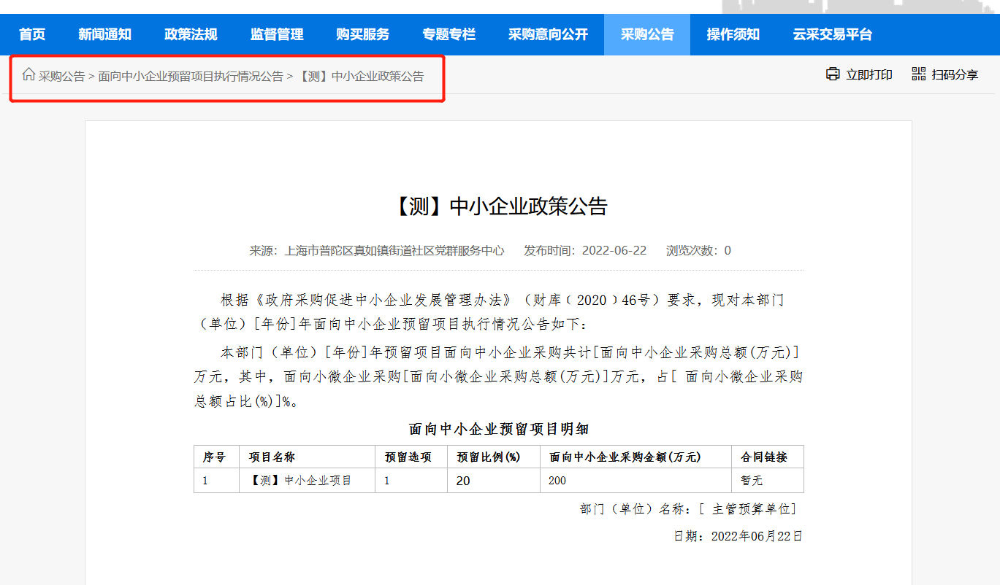 首页 新闻通知 政策法规 监督管理 购买服务 专题专栏 采购意向公开 采购公告 操作须知 云采交易平台
采购公告 > 面向中小企业预留项目执行情况公告 > 【测】中小企业政策公告 立即打印 扫码分享
【测】中小企业政策公告
来源：上海市普陀区真如镇街道社区党群服务中心 发布时间：2022-06-22 浏览次数：0
根据《政府采购促进中小企业发展管理办法》（财库﹝2020﹞46号）要求，现对本部门
（单位）[年份]年面向中小企业预留项目执行情况公告如下：
本部门（单位）[年份]年预留项目面向中小企业采购共计[面向中小企业采购总额(万元)]
万元，其中，面向小微企业采购[面向小微企业采购总额(万元)]万元，占[ 面向小微企业采购
总额占比(%)]%。
面向中小企业预留项目明细
序号 项目名称 预留选项 预留比例(%) 面向中小企业采购金额(万元) 合同链接
1 【测】中小企业项目 1 20 200 暂无
部门（单位）名称：[ 主管预算单位]
日期：2022年06月22日